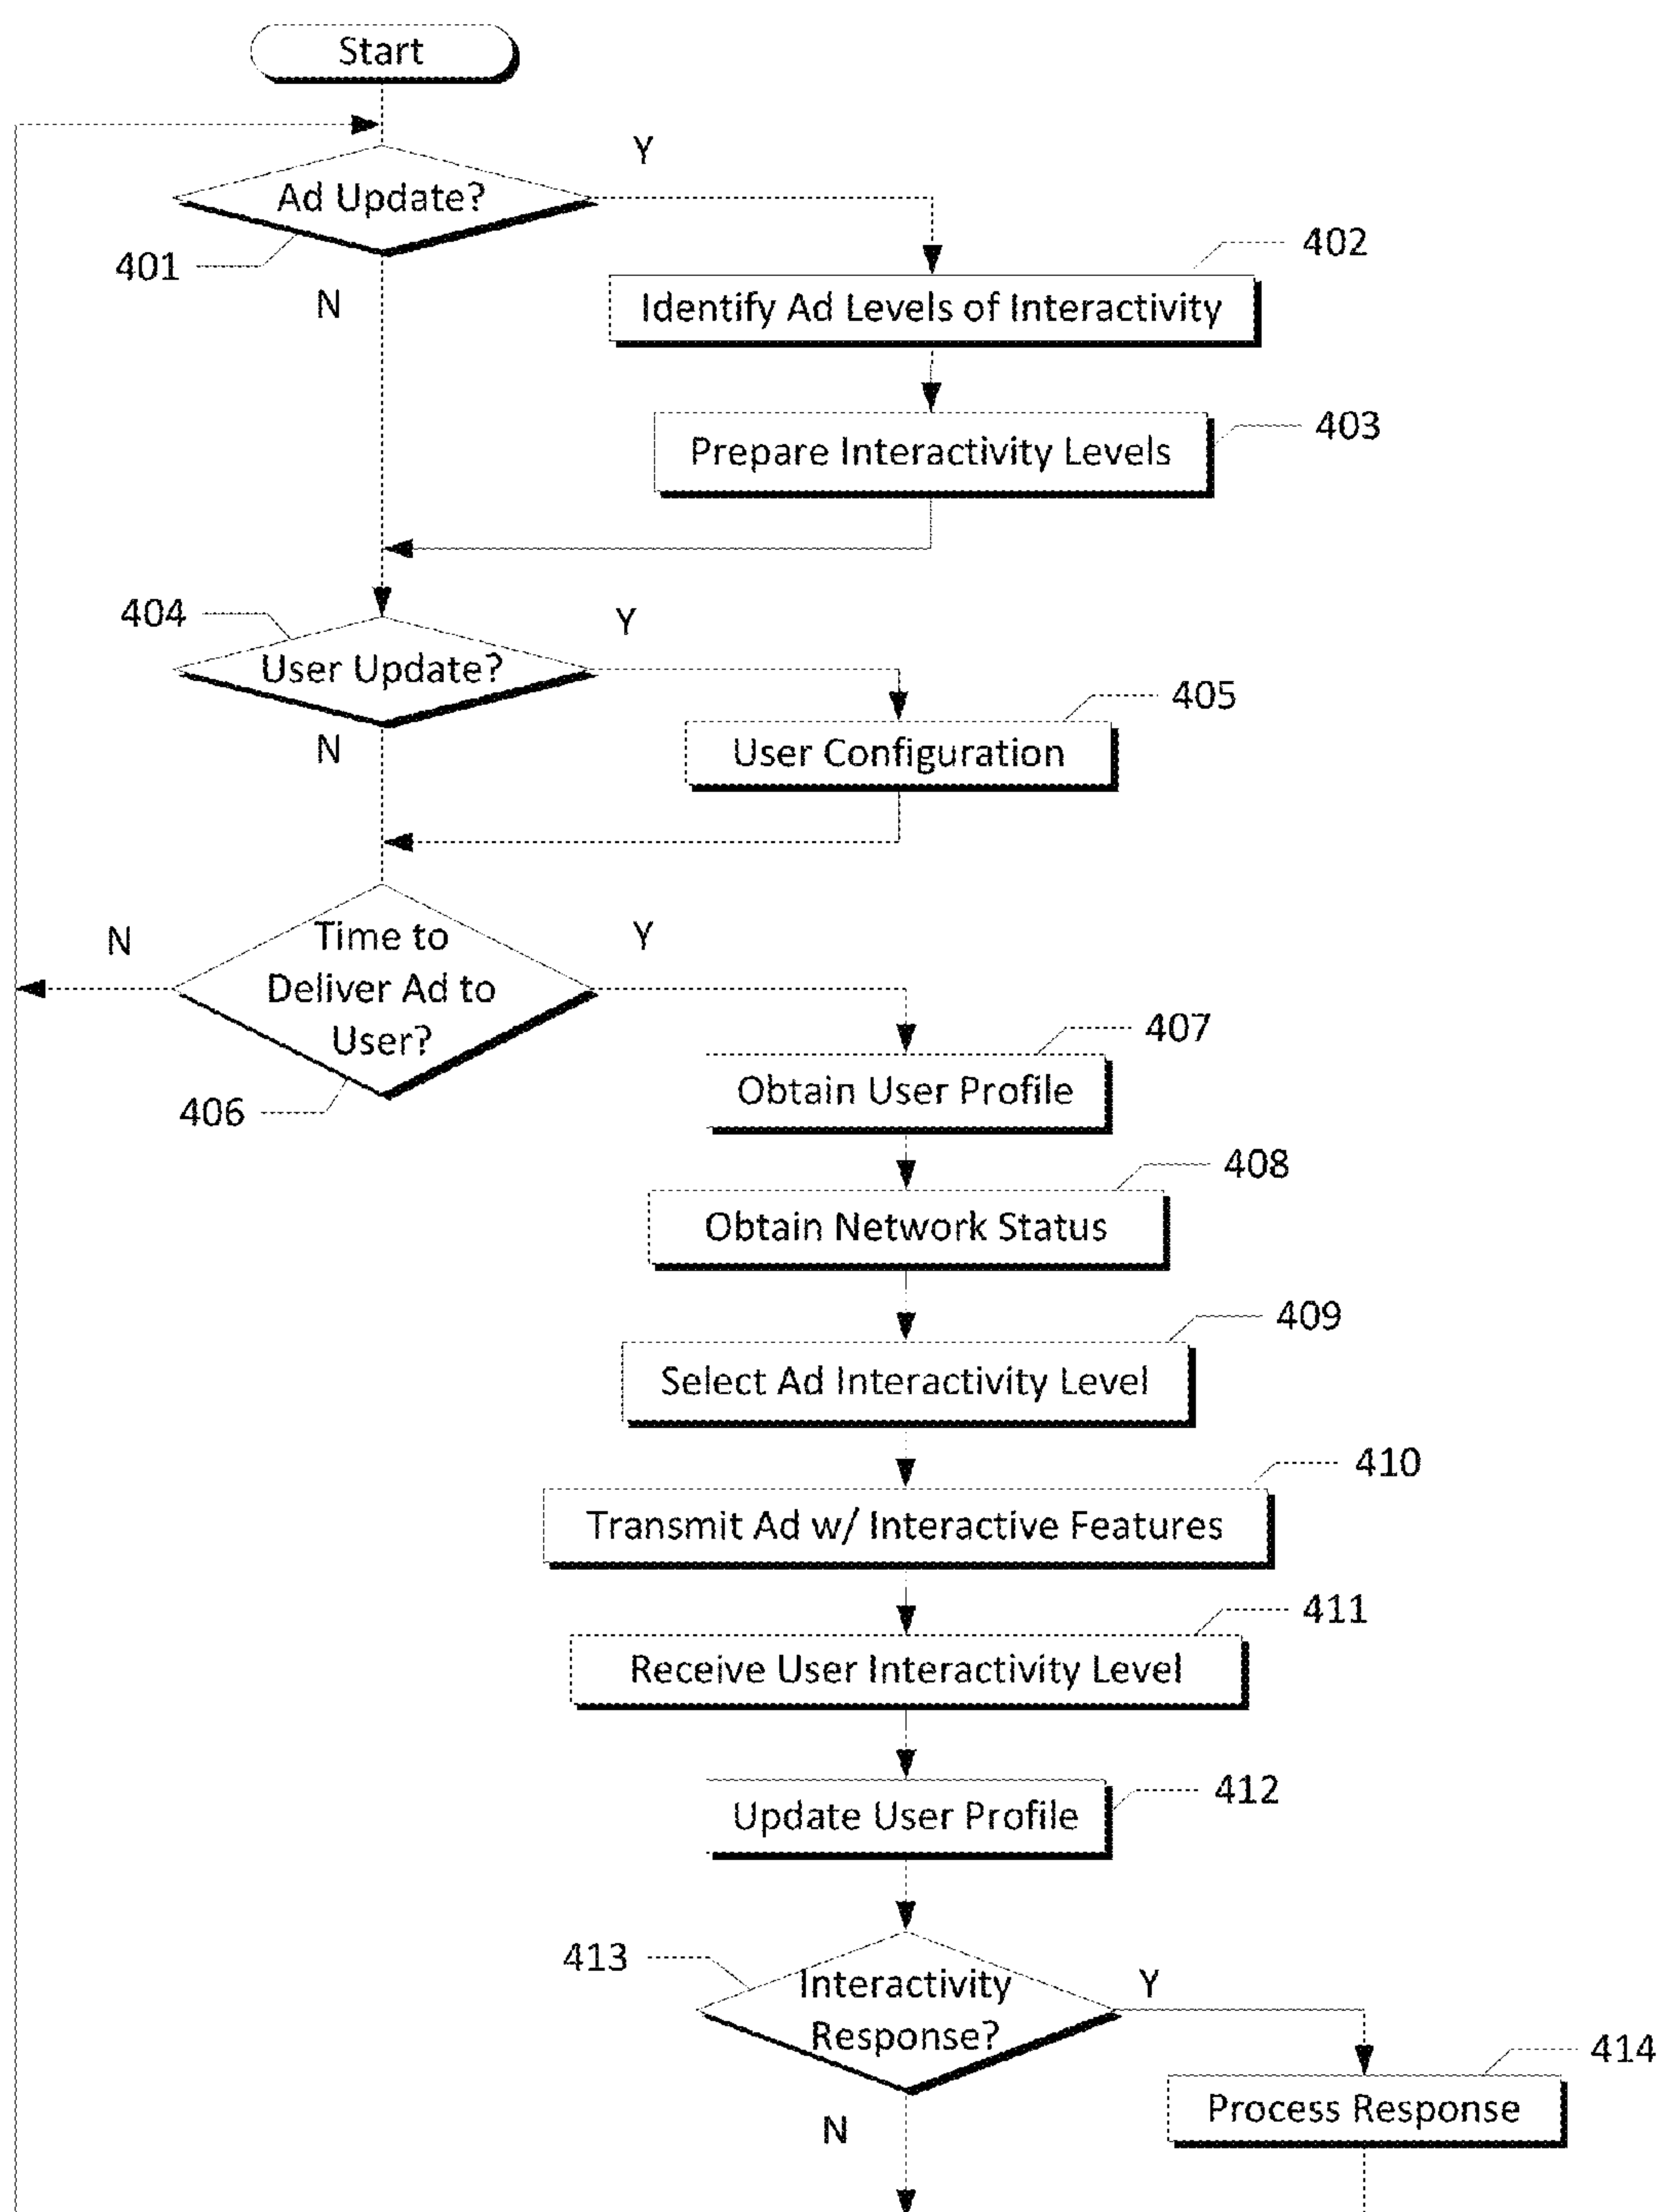 Start
Y
Ad Update?
401
N
402
Identify Ad Levels of Interactivity
403
Prepare Interactivity Levels
404
Y
User Update?
N
405
User Configuration
N
Time to
Deliver Ad to
User?
Y
406
407
Obtain User Profile
408
Obtain Network Status
409
Select Ad Interactivity Level
410
Transmit Ad w/ Interactive Features
411
Receive User Interactivity Level
412
Update User Profile
413
Interactivity
Response?
Y
N
414
Process Response